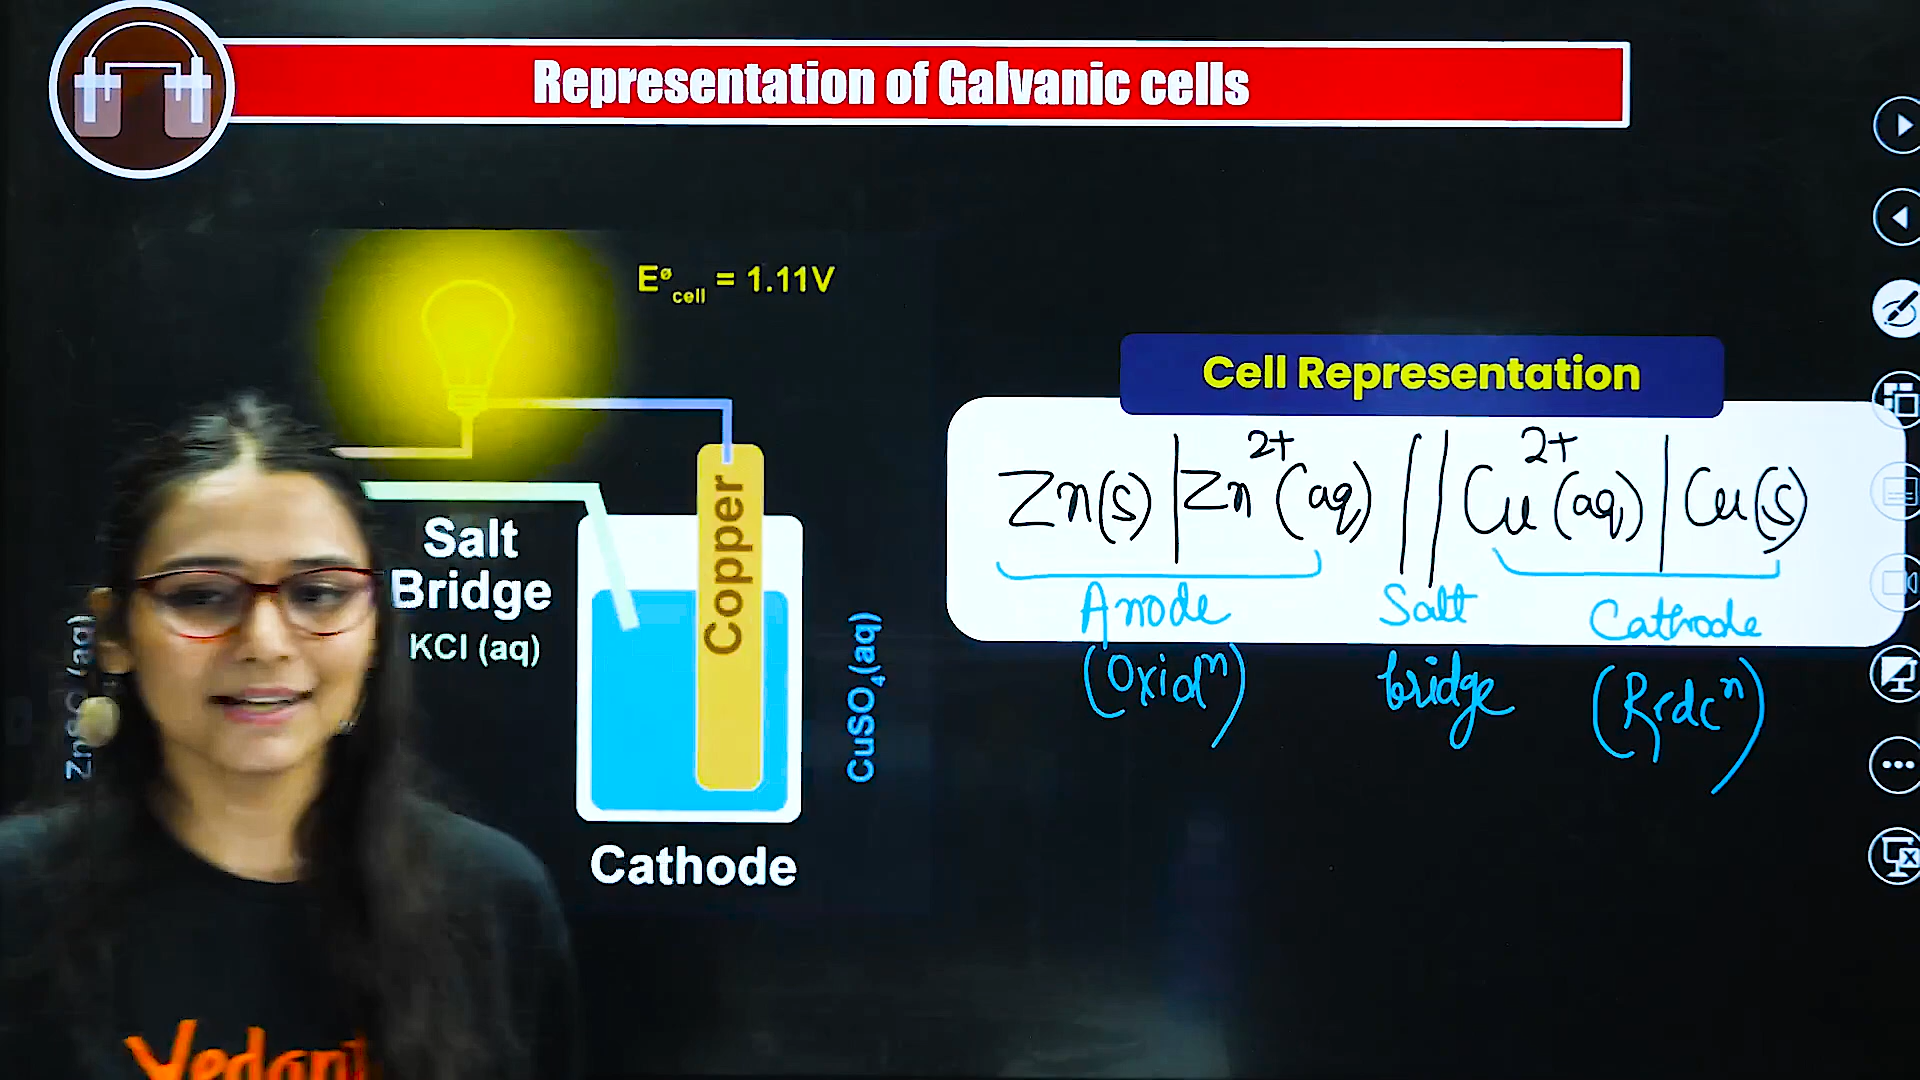 Representation of Galvanic cells
E°cell = 1.11V
Cell Representation
Zn(s) | Zn²⁺(aq) || Cu²⁺(aq) | Cu(s)
Anode Salt Cathode
(Oxidⁿ) bridge (Redcⁿ)
Salt
Bridge
KCl (aq)
Copper
CuSO₄(aq)
Cathode